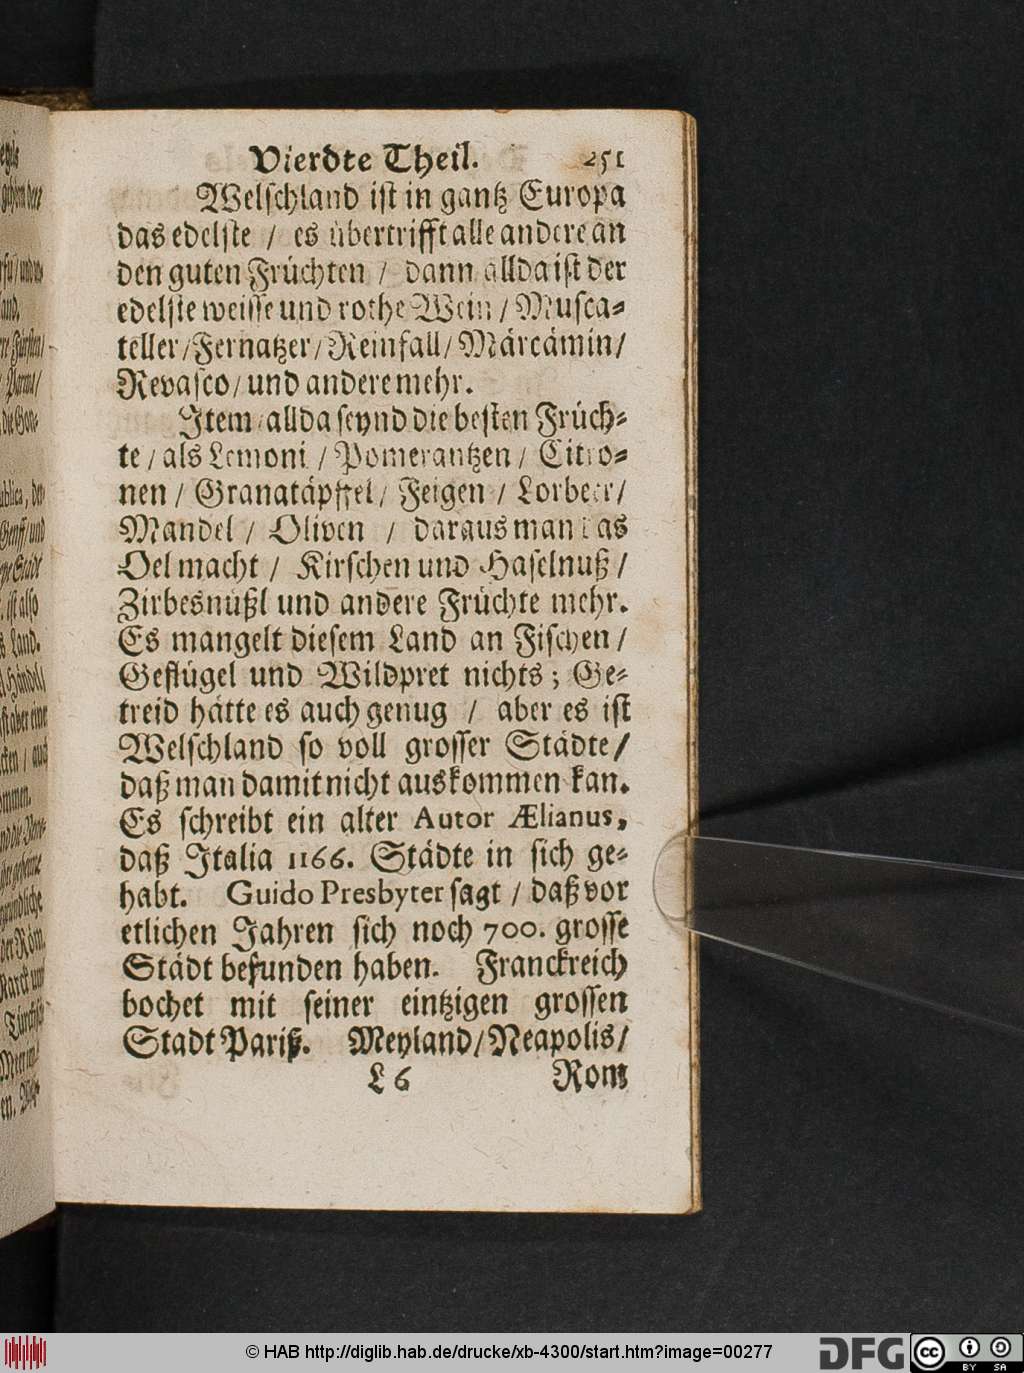 Vierdte Theil. 251
Welschland ist in gantz Europa
das edelste / es übertrifft alle andere an
den guten Früchten / dann allda ist der
edelste weisse und rothe Wein / Musca-
teller / Fernatzer / Reinfall / Märcämin /
Revasco / und andere mehr.
Item / allda seynd die besten Früch-
te / als Lemoni / Pomerantzen / Citro-
nen / Granatäpffel / Feigen / Lorbeer /
Mandel / Oliven / daraus man das
Oel macht / Kirschen und Haselnuß /
Zirbesnüßl und andere Früchte mehr.
Es mangelt diesem Land an Fischen /
Geflügel und Wildpret nichts; Ge-
treid hätte es auch genug / aber es ist
Welschland so voll grosser Städte /
daß man damit nicht auskommen kan.
Es schreibt ein alter Autor Ælianus,
daß Italia 1166. Städte in sich ge-
habt. Guido Presbyter sagt / daß vor
etlichen Jahren sich noch 700. grosse
Städt befunden haben. Franckreich
bochet mit seiner eintzigen grossen
Stadt Pariß. Meyland / Neapolis /
L 6 Rom
© HAB http://diglib.hab.de/drucke/xb-4300/start.htm?image=00277
DFG
cc BY SA